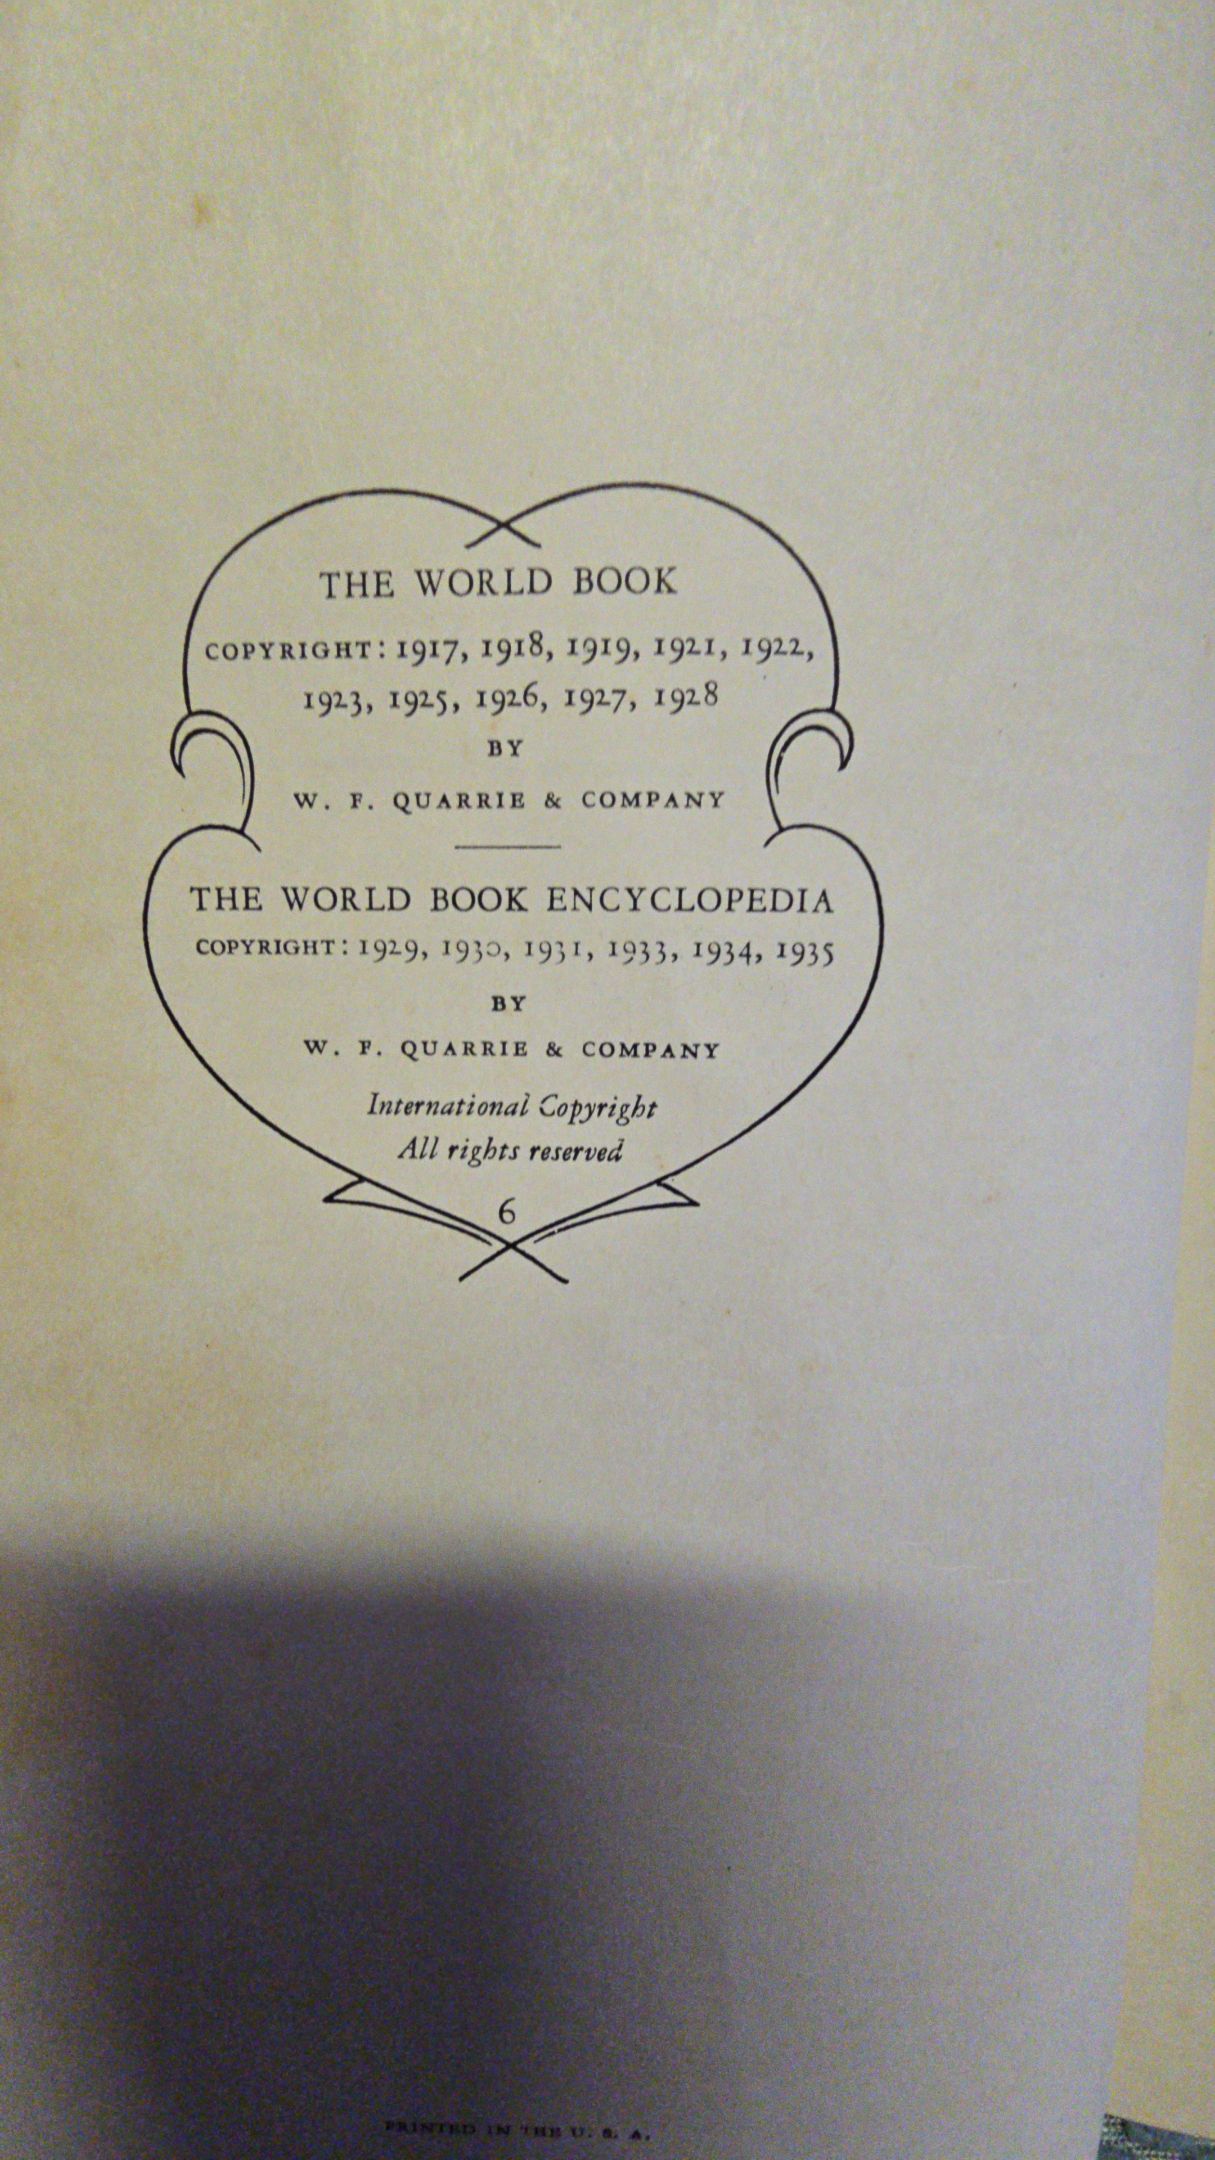 THE WORLD BOOK
COPYRIGHT: 1917, 1918, 1919, 1921, 1922,
1923, 1925, 1926, 1927, 1928
BY
W. F. QUARRIE & COMPANY
THE WORLD BOOK ENCYCLOPEDIA
COPYRIGHT: 1929, 1930, 1931, 1933, 1934, 1935
BY
W. F. QUARRIE & COMPANY
International Copyright
All rights reserved
6
PRINTED IN THE U. S. A.